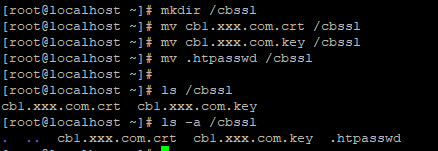 [root@localhost ~]# mkdir /cbssl
[root@localhost ~]# mv cb1.xxx.com.crt /cbssl
[root@localhost ~]# mv cb1.xxx.com.key /cbssl
[root@localhost ~]# mv .htpasswd /cbssl
[root@localhost ~]#
[root@localhost ~]# ls /cbssl
cb1.xxx.com.crt  cb1.xxx.com.key
[root@localhost ~]# ls -a /cbssl
.  ..  cb1.xxx.com.crt  cb1.xxx.com.key  .htpasswd
[root@localhost ~]#